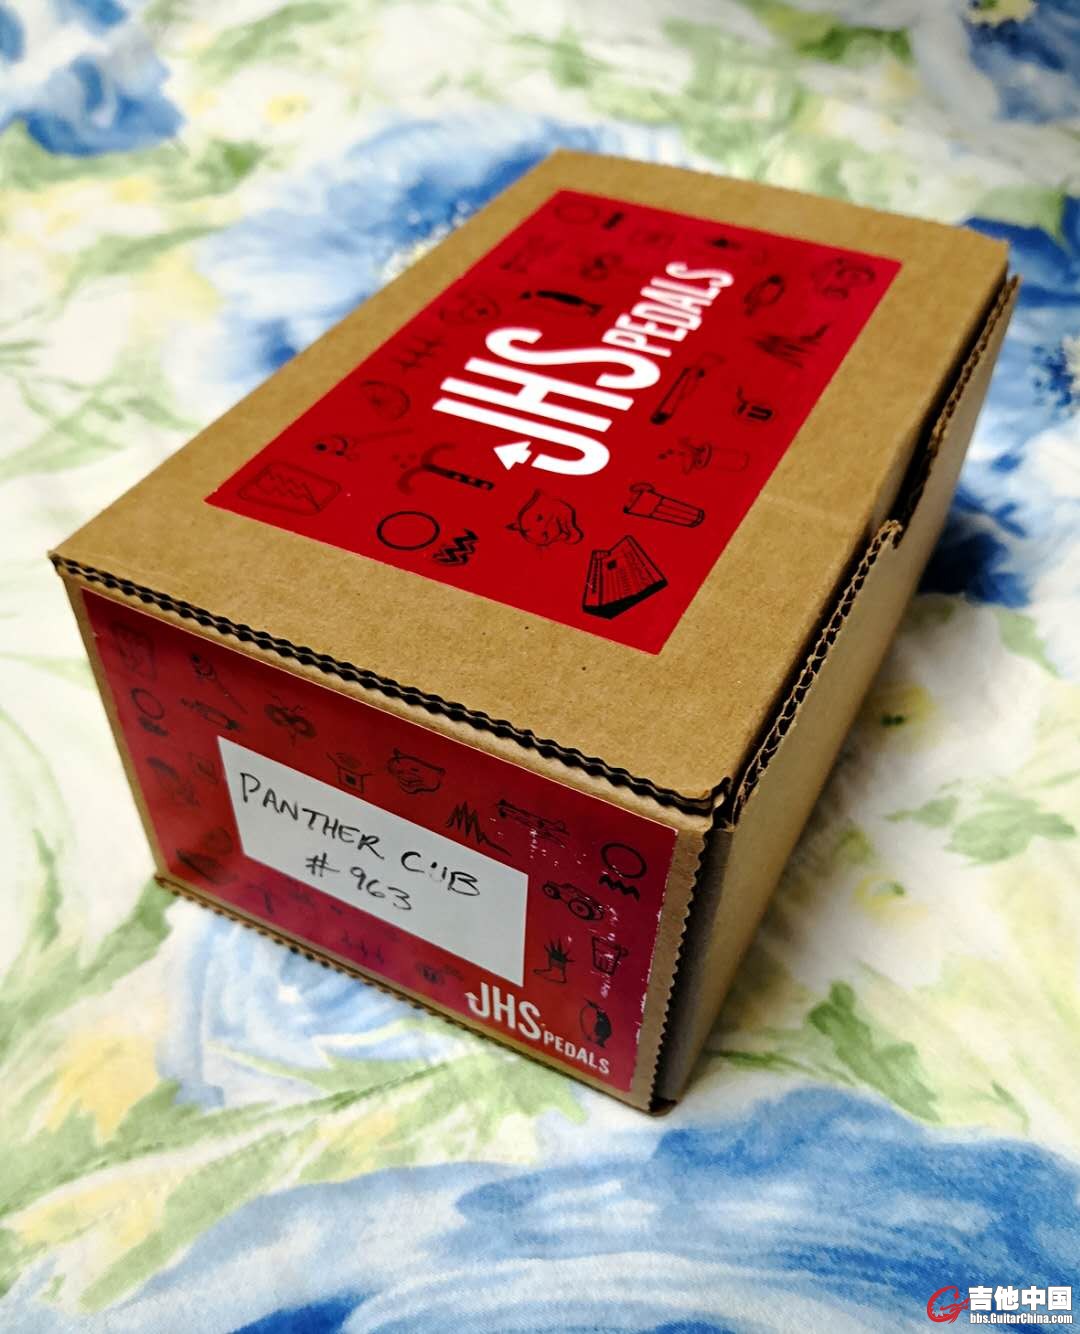 JHS PEDALS
PANTHER CUB
#963
JHS PEDALS
吉他中国
bbs.GuitarChina.com